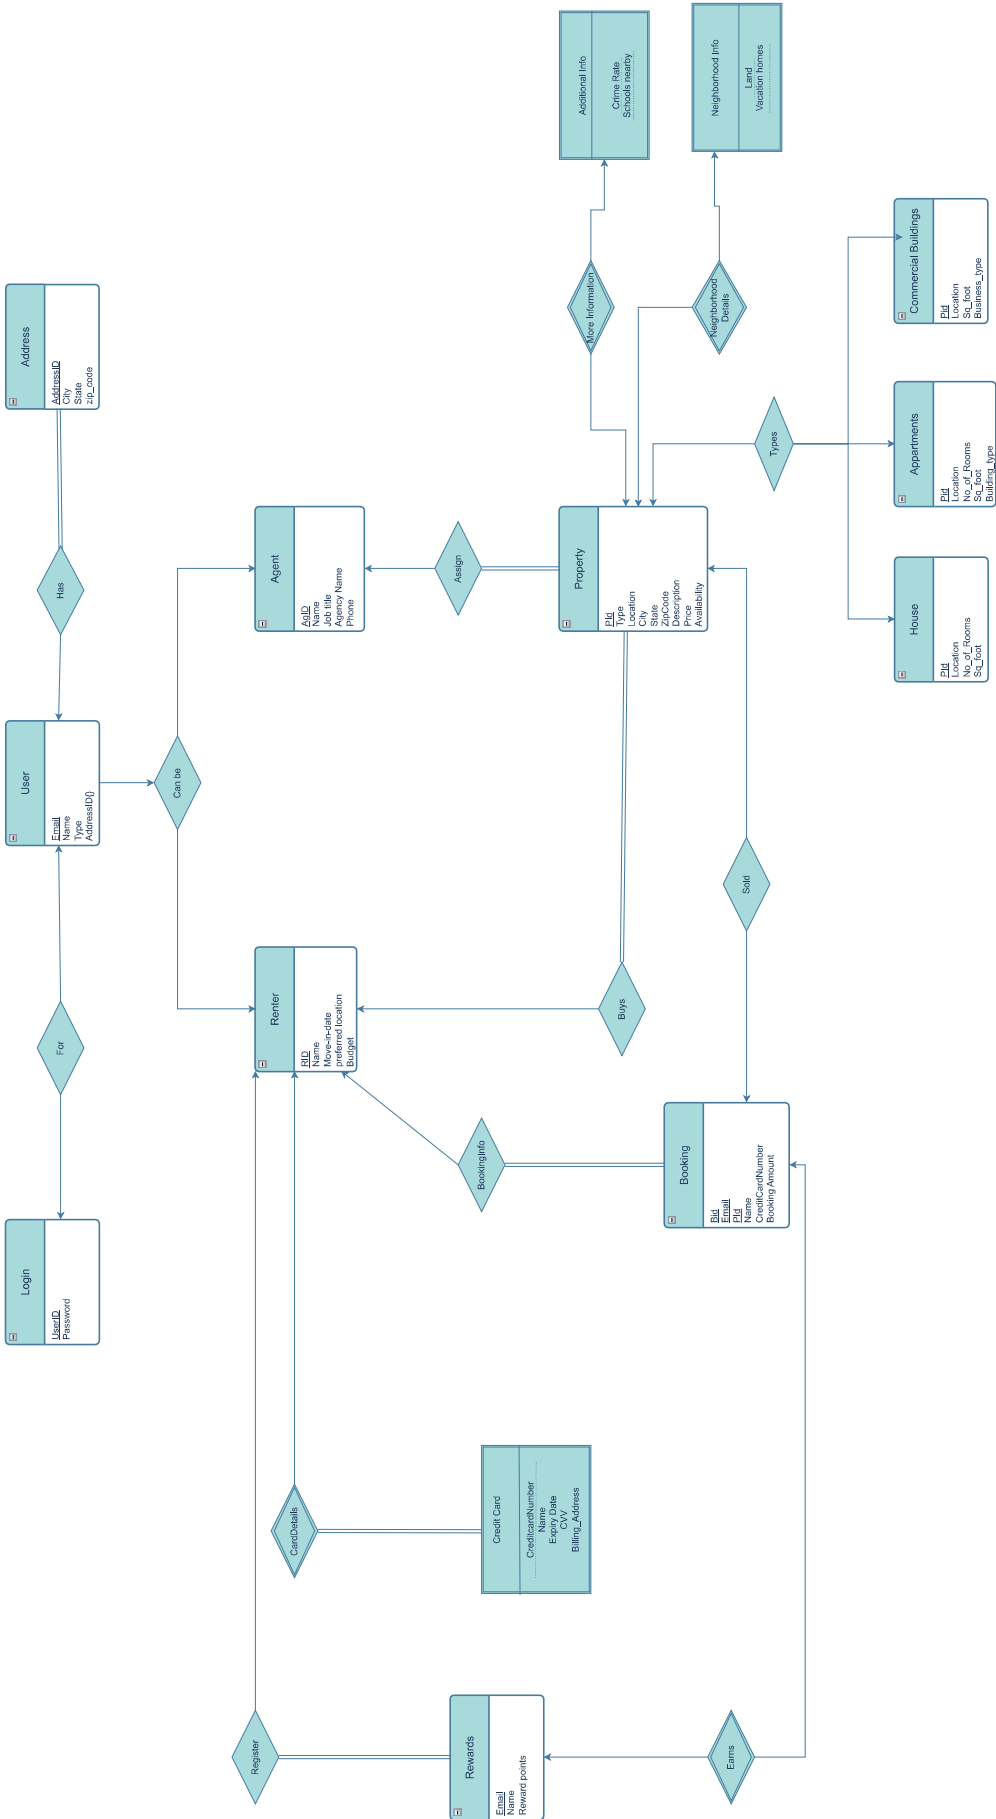 Login
UserID
Password
For
User
Email
Name
Type
AddressID{}
Has
Address
AddressID
City
State
zip_code
Can be
Register
CardDetails
Renter
RID
Name
Move-in-date
preferred location
Budget
Agent
AgID
Name
Job title
Agency Name
Phone
Rewards
Email
Name
Reward points
Credit Card
CreditcardNumber
Name
Expiry Date
CVV
Billing_Address
BookingInfo
Assign
Buys
Property
PId
Type
Location
City
State
ZipCode
Description
Price
Availability
More Information
Additional Info
Crime Rate
Schools nearby
Earns
Booking
Bid
Email
PId
Name
CreditCardNumber
Booking Amount
Sold
Neighborhood
Details
Neighborhood Info
Land
Vacation homes
Types
House
PId
Location
No_of_Rooms
Sq_foot
Appartments
PId
Location
No_of_Rooms
Sq_foot
Building_type
Commercial Buildings
PId
Location
Sq_foot
Business_type